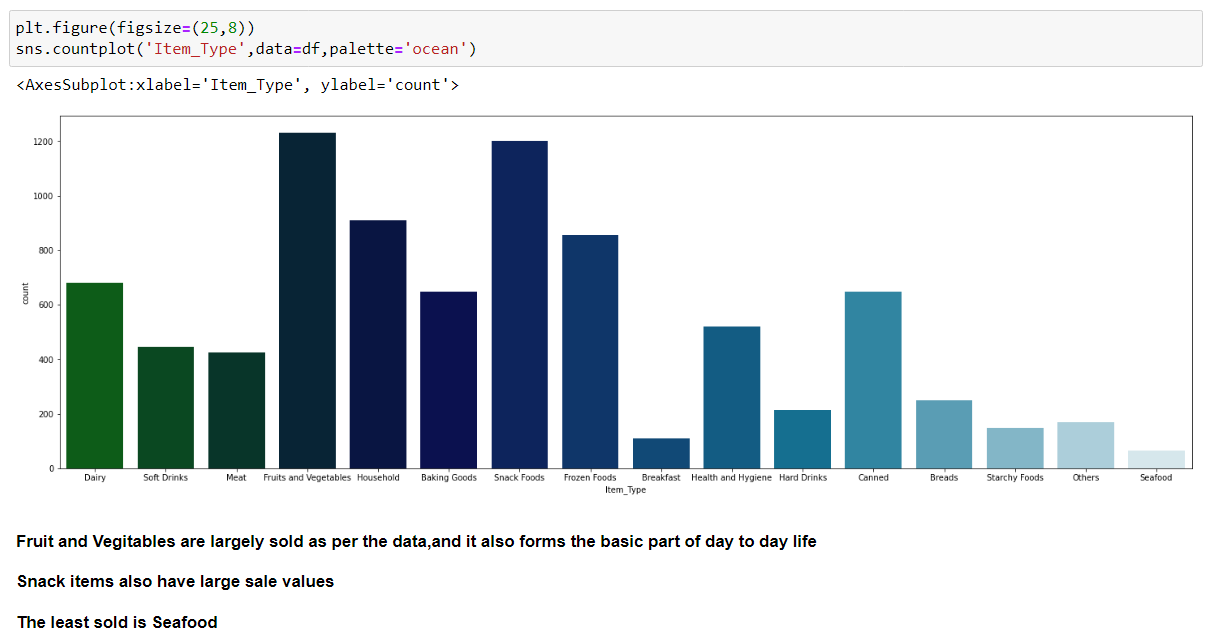 plt.figure(figsize=(25,8))
sns.countplot('Item_Type',data=df,palette='ocean')
<AxesSubplot:xlabel='Item_Type', ylabel='count'>
1200
1000
800
600
400
200
0
count
Dairy Soft Drinks Meat Fruits and Vegetables Household Baking Goods Snack Foods Frozen Foods Breakfast Health and Hygiene Hard Drinks Canned Breads Starchy Foods Others Seafood
Item_Type
Fruit and Vegitables are largely sold as per the data,and it also forms the basic part of day to day life
Snack items also have large sale values
The least sold is Seafood